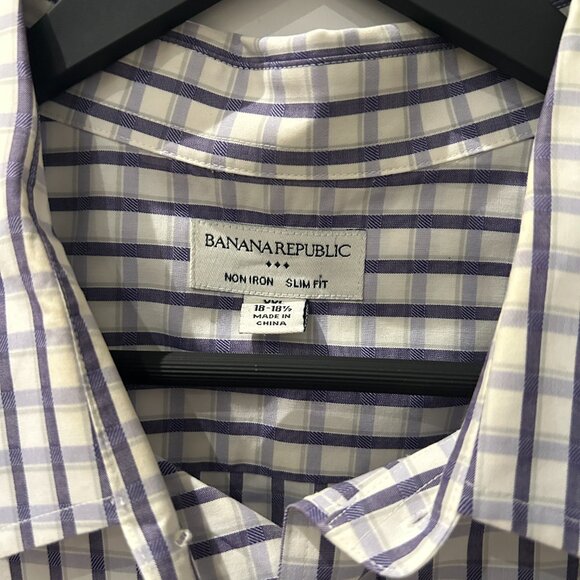 BANANA REPUBLIC
NON IRON SLIM FIT
18-18½
MADE IN
CHINA